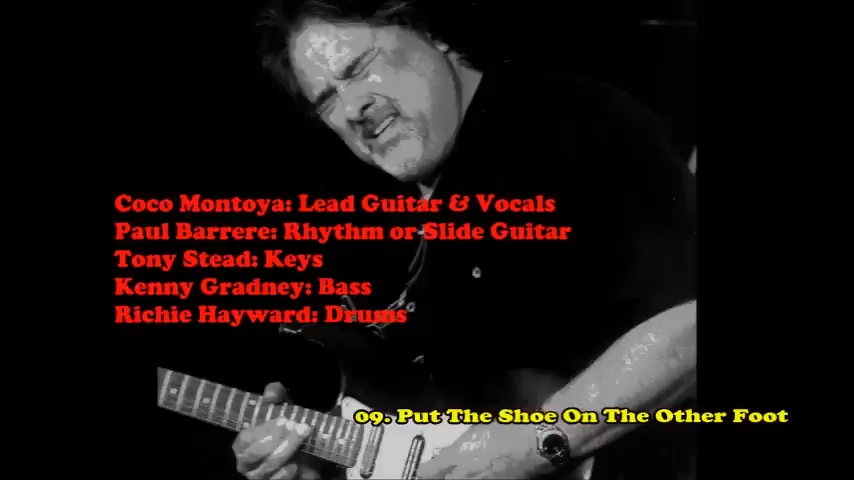 Coco Montoya: Lead Guitar & Vocals
Paul Barrere: Rhythm or Slide Guitar
Tony Stead: Keys
Kenny Gradney: Bass
Richie Hayward: Drums
09. Put The Shoe On The Other Foot